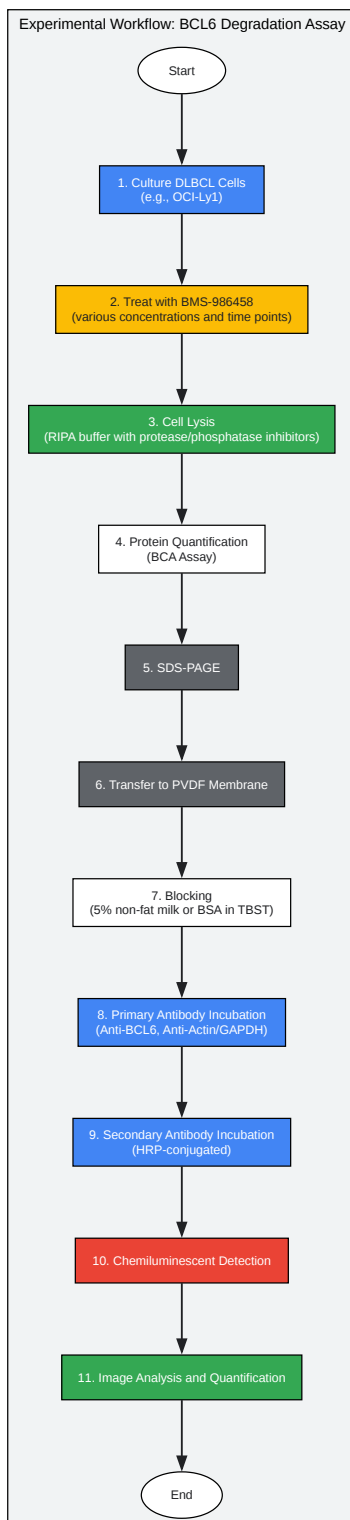 Experimental Workflow: BCL6 Degradation Assay
Start
1. Culture DLBCL Cells
(e.g., OCI-Ly1)
2. Treat with BMS-986458
(various concentrations and time points)
3. Cell Lysis
(RIPA buffer with protease/phosphatase inhibitors)
4. Protein Quantification
(BCA Assay)
5. SDS-PAGE
6. Transfer to PVDF Membrane
7. Blocking
(5% non-fat milk or BSA in TBST)
8. Primary Antibody Incubation
(Anti-BCL6, Anti-Actin/GAPDH)
9. Secondary Antibody Incubation
(HRP-conjugated)
10. Chemiluminescent Detection
11. Image Analysis and Quantification
End